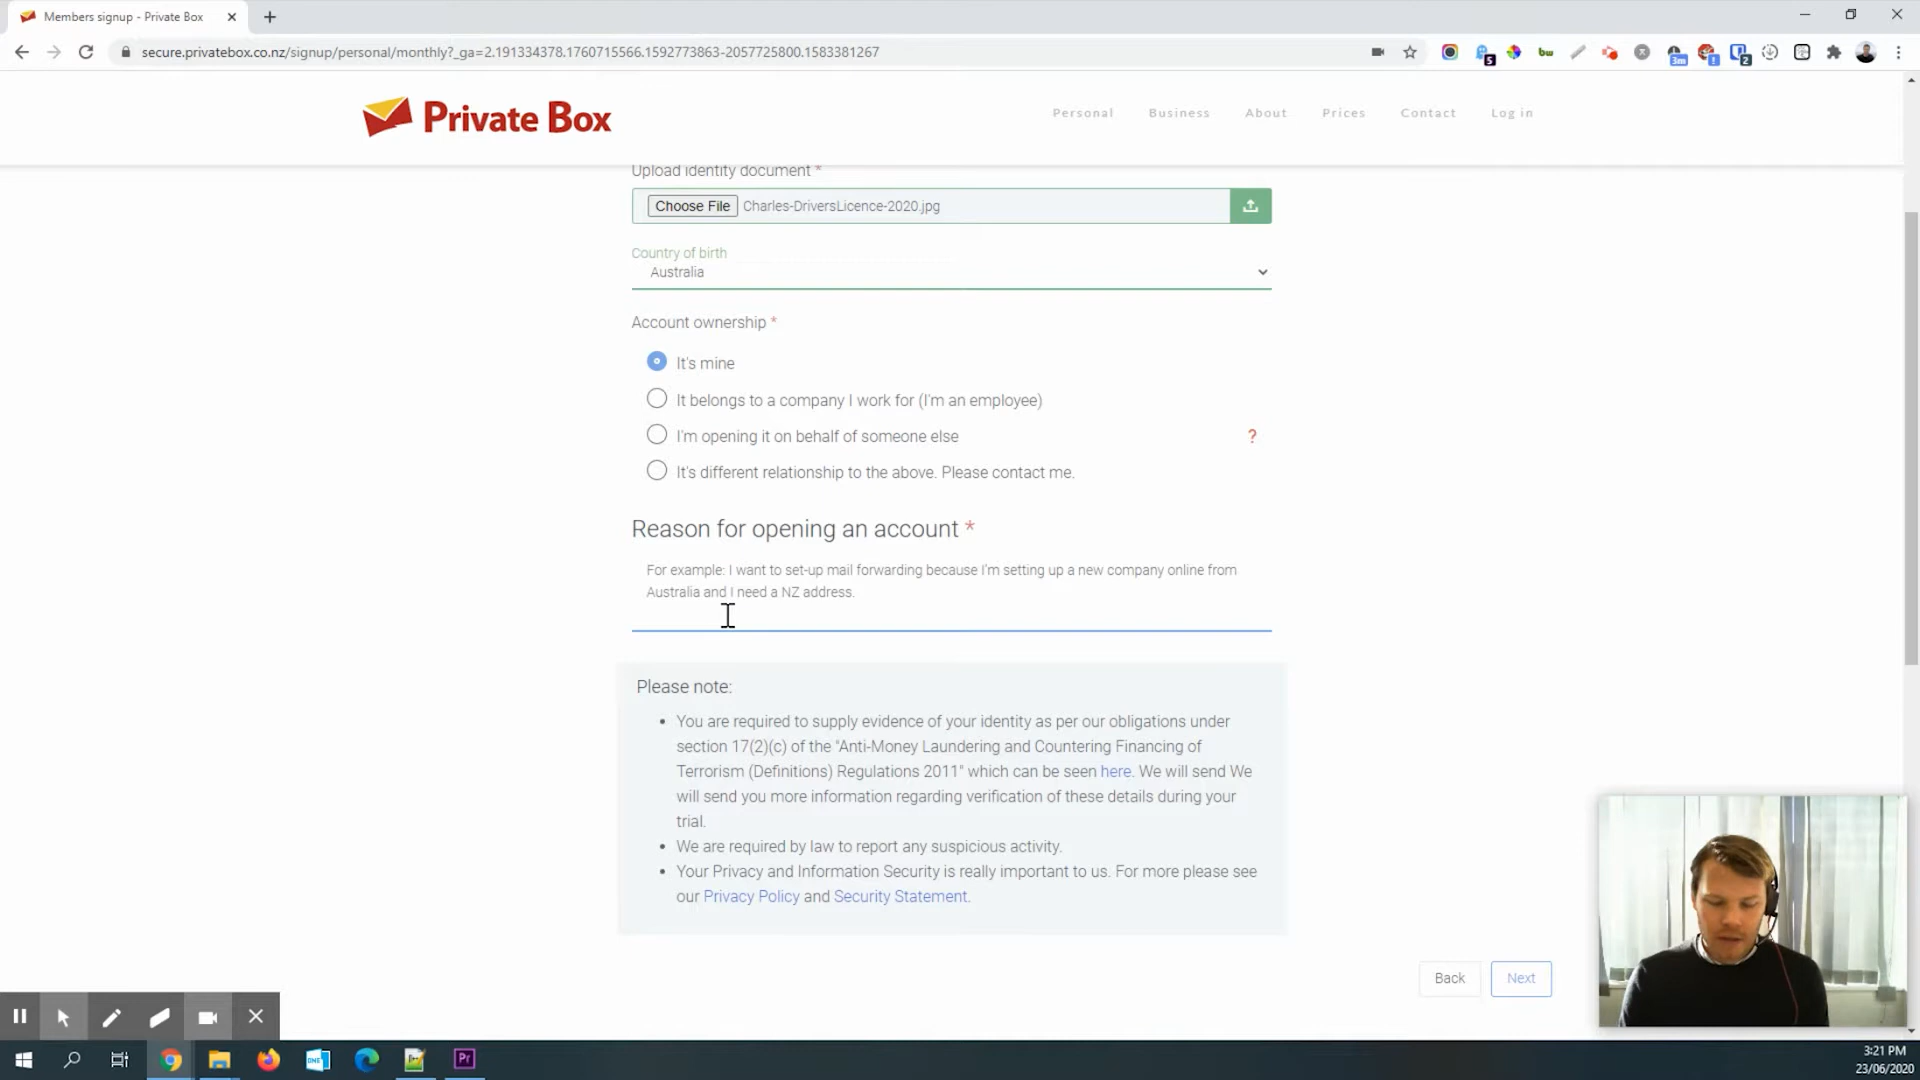 Members signup - Private Box
secure.privatebox.co.nz/signup/personal/monthly?_ga=2.191334378.1760715566.1592773863-2057725800.1583381267
5
bw
3m
!
2
Private Box
Personal Business About Prices Contact Log in
Upload identity document *
Choose File Charles-DriversLicence-2020.jpg
Country of birth
Australia
Account ownership *
It's mine
It belongs to a company I work for (I'm an employee)
I'm opening it on behalf of someone else ?
It's different relationship to the above. Please contact me.
Reason for opening an account *
For example: I want to set-up mail forwarding because I'm setting up a new company online from
Australia and I need a NZ address.
Please note:
• You are required to supply evidence of your identity as per our obligations under
section 17(2)(c) of the "Anti-Money Laundering and Countering Financing of
Terrorism (Definitions) Regulations 2011" which can be seen here. We will send We
will send you more information regarding verification of these details during your
trial.
• We are required by law to report any suspicious activity.
• Your Privacy and Information Security is really important to us. For more please see
our Privacy Policy and Security Statement.
Back Next
Pr
3:21 PM
23/06/2020